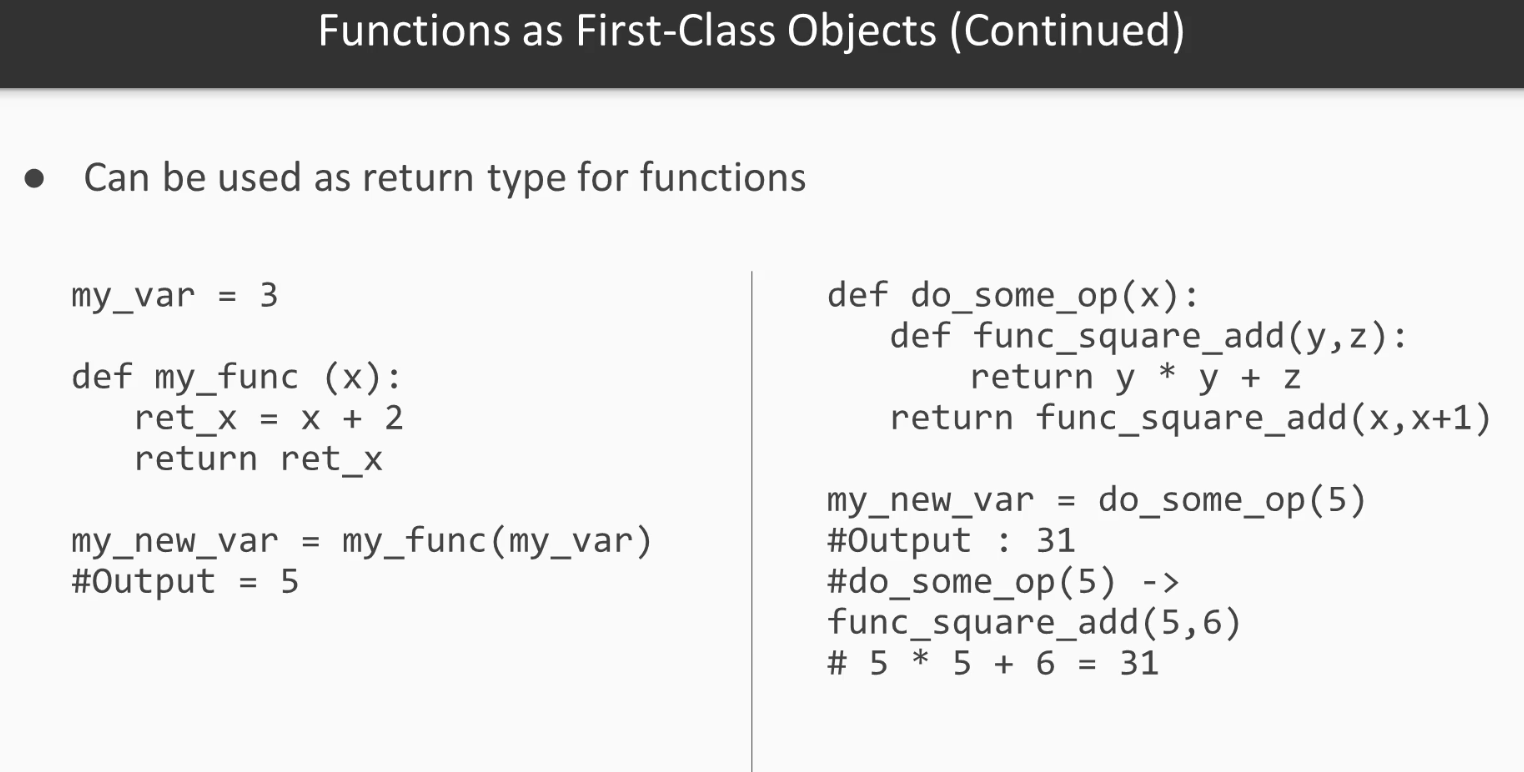 Functions as First-Class Objects (Continued)
● Can be used as return type for functions
my_var = 3
def my_func (x):
ret_x = x + 2
return ret_x
my_new_var = my_func(my_var)
#Output = 5
def do_some_op(x):
def func_square_add(y,z):
return y * y + z
return func_square_add(x,x+1)
my_new_var = do_some_op(5)
#Output : 31
#do_some_op(5) ->
func_square_add(5,6)
# 5 * 5 + 6 = 31